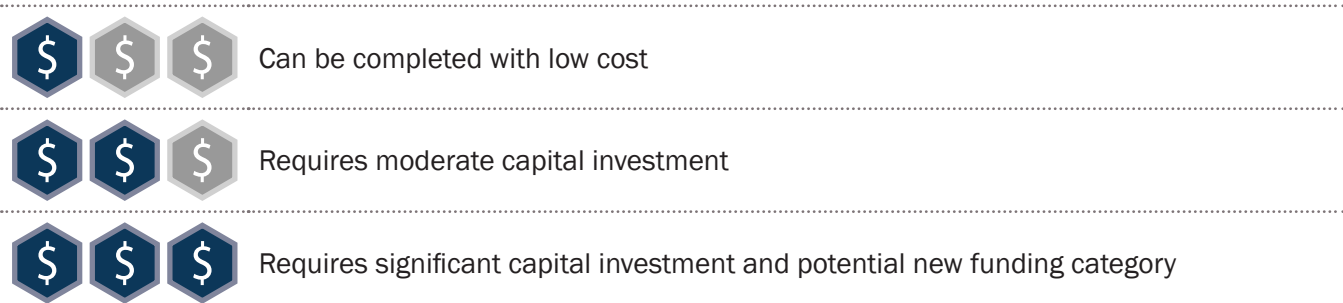 $ $ $ Can be completed with low cost
$ $ $ Requires moderate capital investment
$ $ $ Requires significant capital investment and potential new funding category